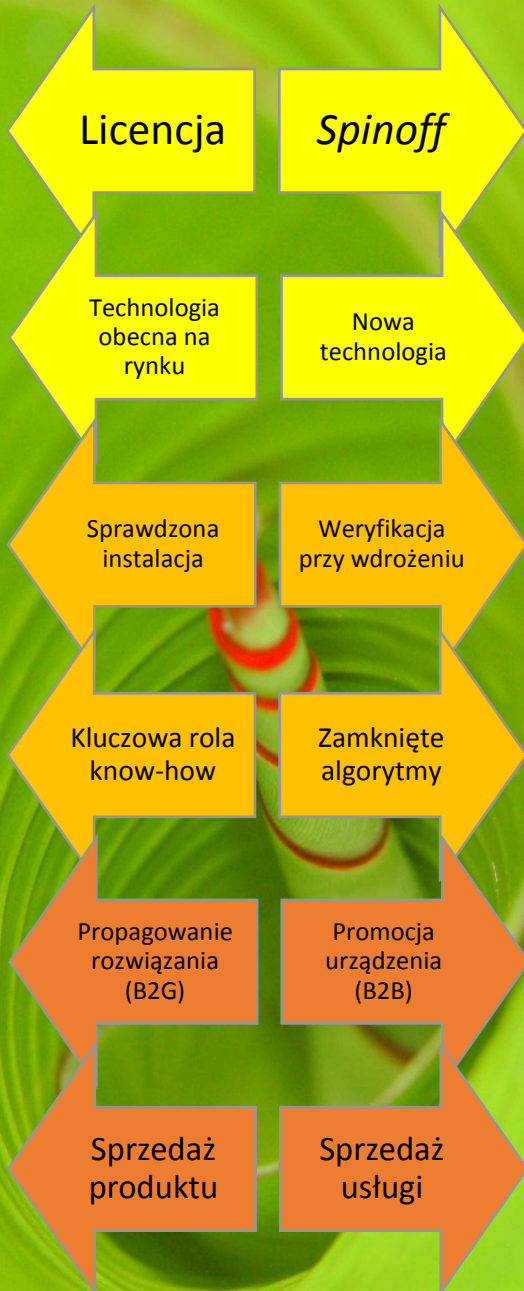 Licencja
Spinoff
Technologia
obecna na
rynku
Nowa
technologia
Sprawdzona
instalacja
Weryfikacja
przy wdrożeniu
Kluczowa rola
know-how
Zamknięte
algorytmy
Propagowanie
rozwiązania
(B2G)
Promocja
urządzenia
(B2B)
Sprzedaż
produktu
Sprzedaż
usługi